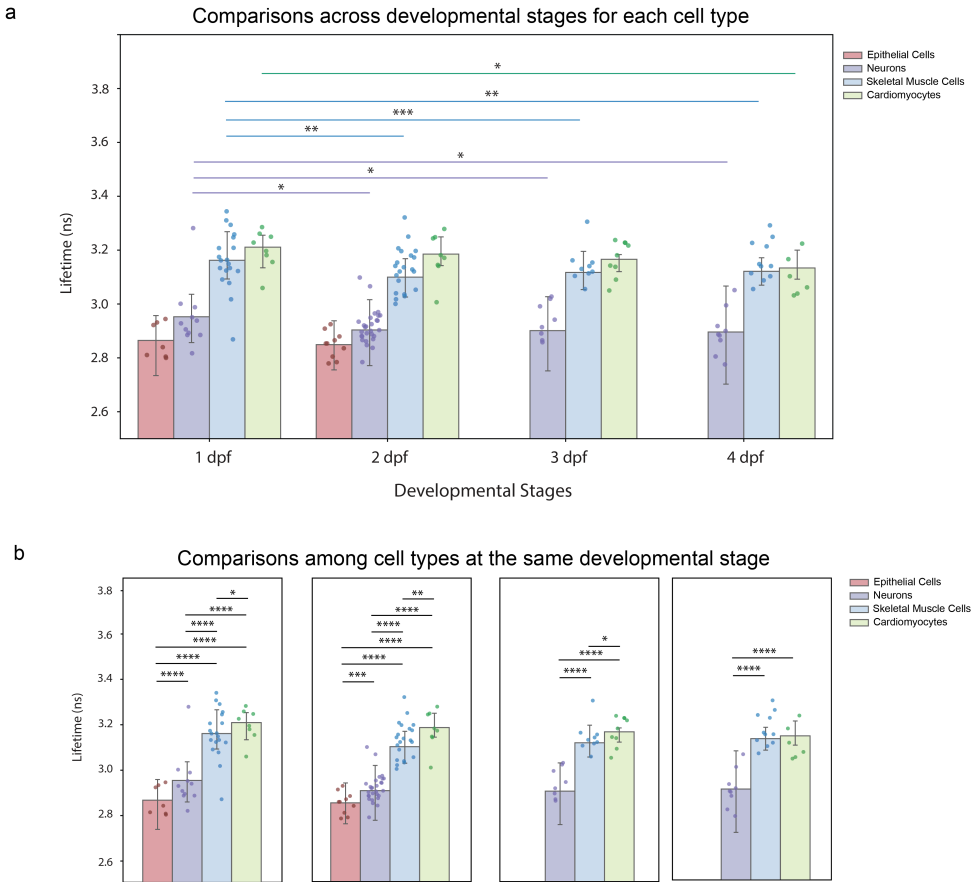 a
Comparisons across developmental stages for each cell type
Epithelial Cells
Neurons
Skeletal Muscle Cells
Cardiomyocytes
*
**
***
**
*
*
*
3.8
3.6
3.4
3.2
3.0
2.8
2.6
Lifetime (ns)
1 dpf
2 dpf
3 dpf
4 dpf
Developmental Stages
b
Comparisons among cell types at the same developmental stage
Epithelial Cells
Neurons
Skeletal Muscle Cells
Cardiomyocytes
3.8
3.6
3.4
3.2
3.0
2.8
2.6
Lifetime (ns)
*
****
****
****
****
****
**
****
****
****
****
***
*
****
****
****
****